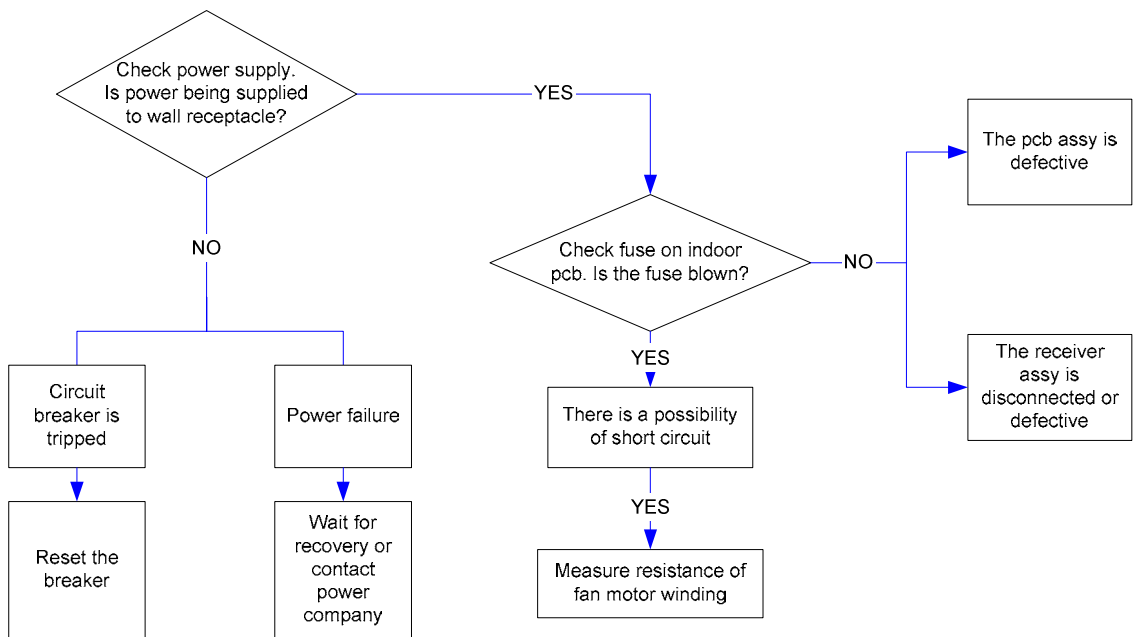 Check power supply.
Is power being supplied
to wall receptacle?
YES
NO
Circuit
breaker is
tripped
Power failure
Reset the
breaker
Wait for
recovery or
contact
power
company
Check fuse on indoor
pcb. Is the fuse blown?
NO
YES
There is a possibility
of short circuit
YES
Measure resistance of
fan motor winding
The pcb assy is
defective
The receiver
assy is
disconnected or
defective